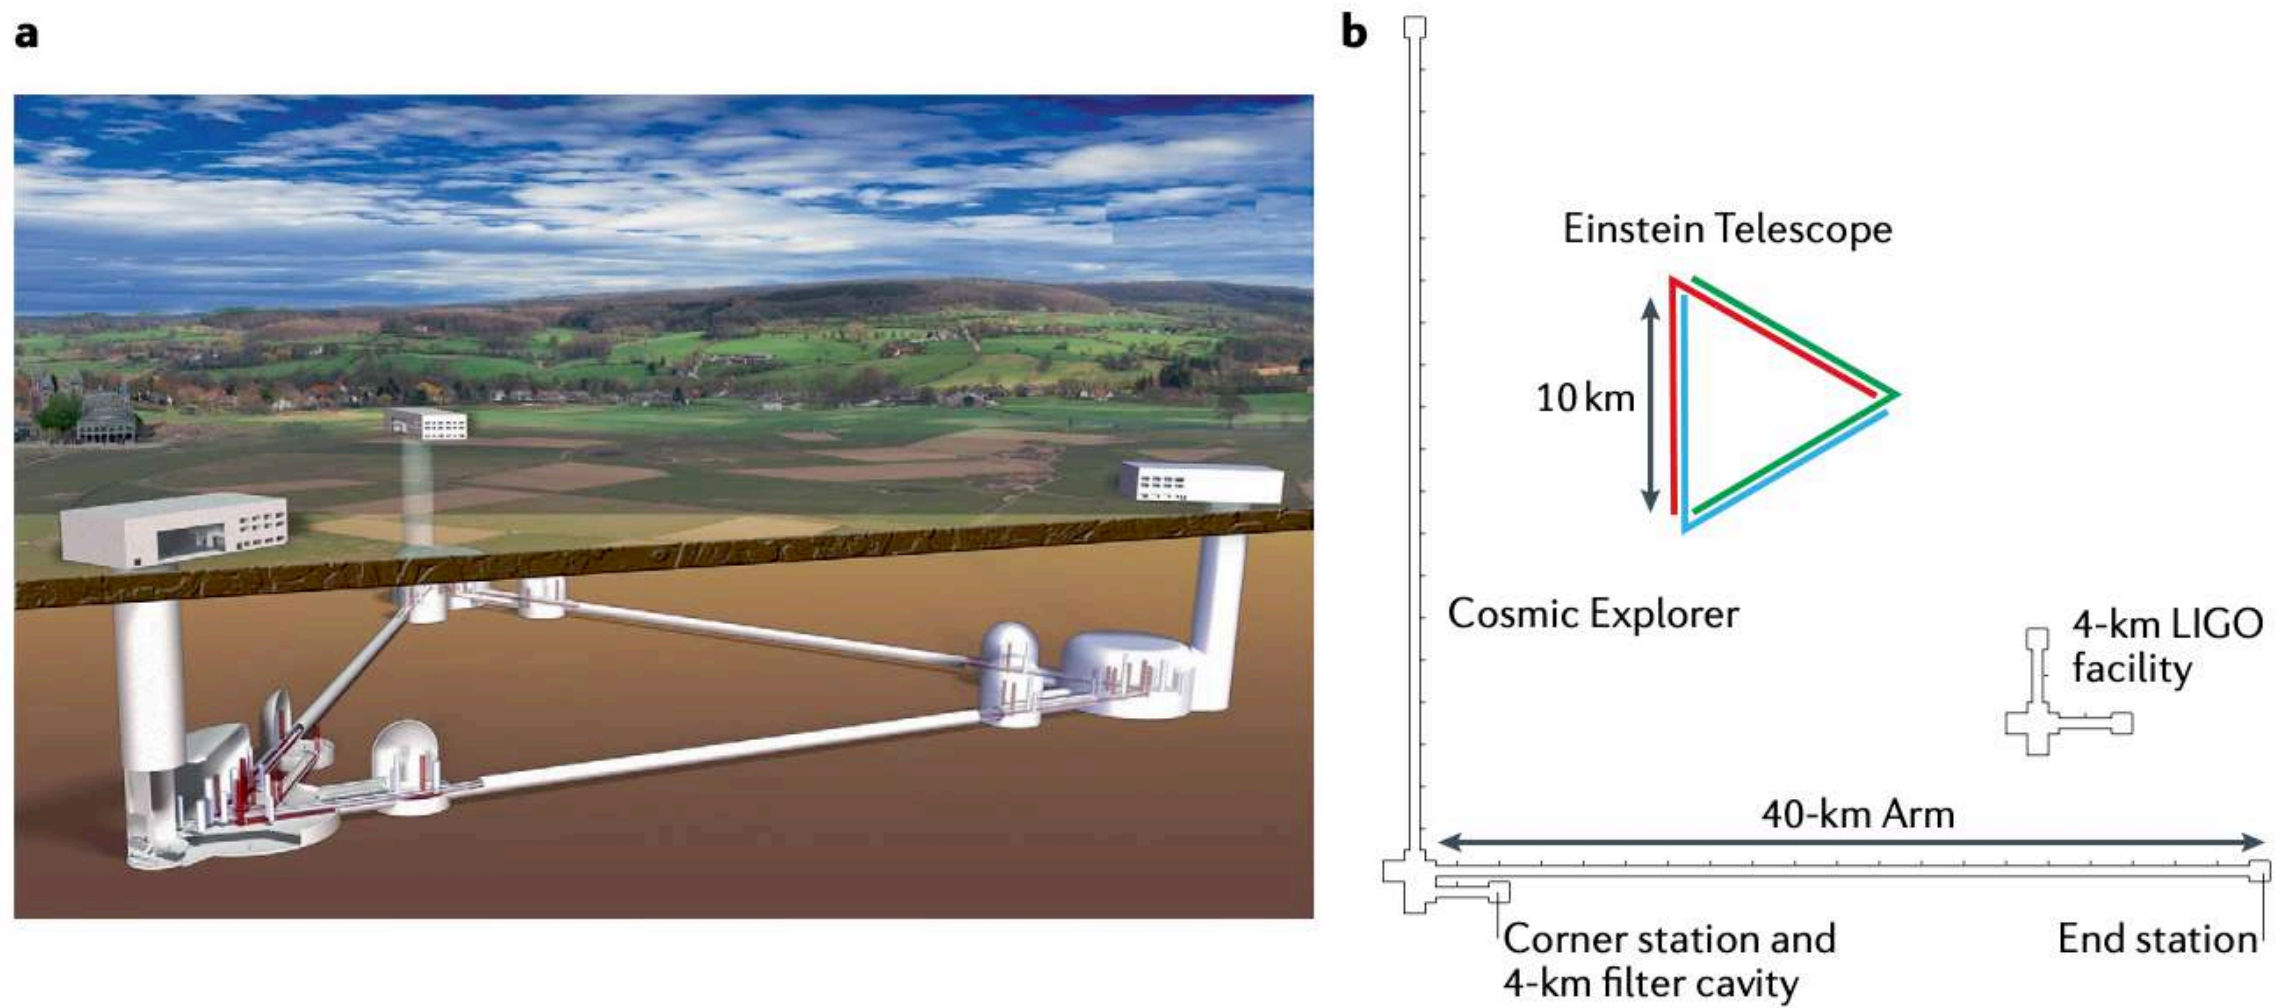 a
b
Einstein Telescope
10 km
Cosmic Explorer
4-km LIGO
facility
40-km Arm
Corner station and
4-km filter cavity
End station